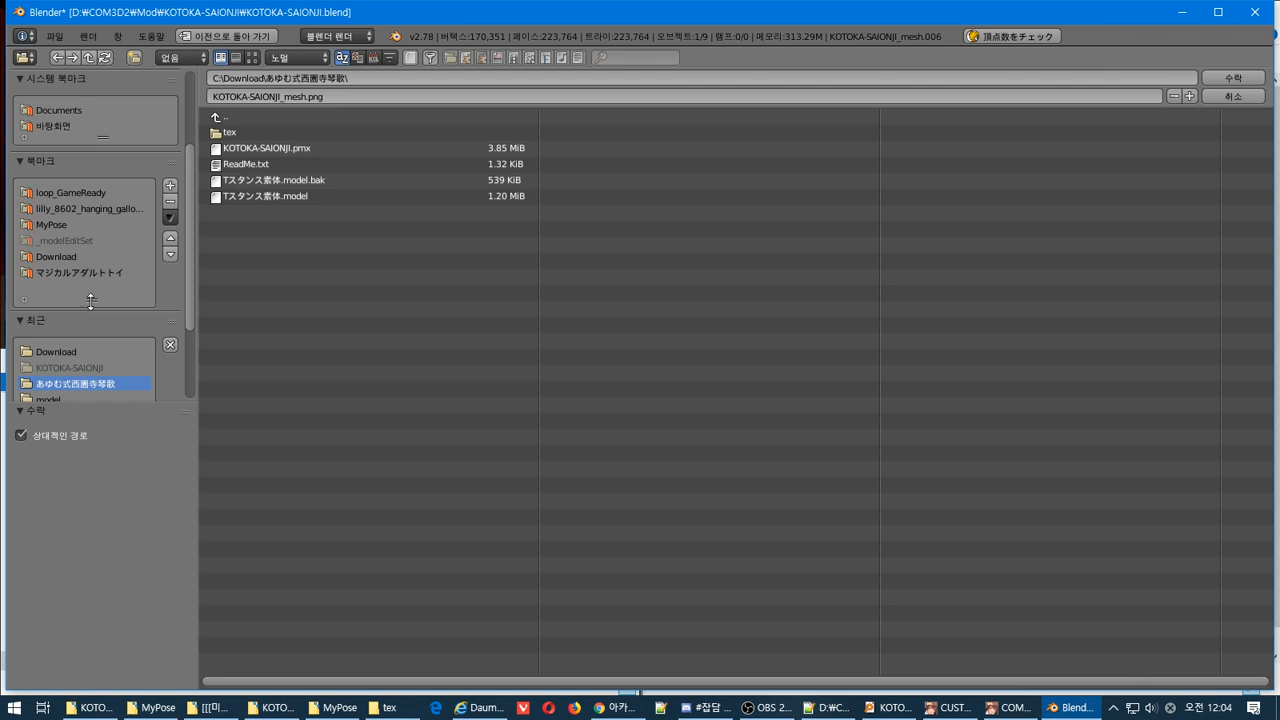 Blender* [D:₩COM3D2₩Mod₩KOTOKA-SAIONJI₩KOTOKA-SAIONJI.blend]
파일 렌더 창 도움말 이전으로 돌아 가기 블렌더 렌더 v2.78 | 버텍스:170,351 | 페이스:223,764 | 트라이:223,764 | 오브젝트:1/9 | 램프:0/0 | 메모리:313.29M | KOTOKA-SAIONJI_mesh.006 頂点数をチェック
없음 노멀
시스템 북마크
Documents
바탕화면
북마크
loop_GameReady
lilly_8602_hanging_gallo...
MyPose
_modelEditSet
Download
マジカルアダルトトイ
최근
Download
KOTOKA-SAIONJI
あゆむ式西園寺琴歌
model
수락
상대적인 경로
C:\Download\あゆむ式西園寺琴歌\ 수락
KOTOKA-SAIONJI_mesh.png 취소
..
tex
KOTOKA-SAIONJI.pmx 3.85 MiB
ReadMe.txt 1.32 KiB
Tスタンス素体.model.bak 539 KiB
Tスタンス素体.model 1.20 MiB
KOTO... MyPose [[[미... KOTO... MyPose tex Daum... 아카... #잡담 ... D:₩C... OBS 2... KOTO... CUST... COM... Blend... 오전 12:04